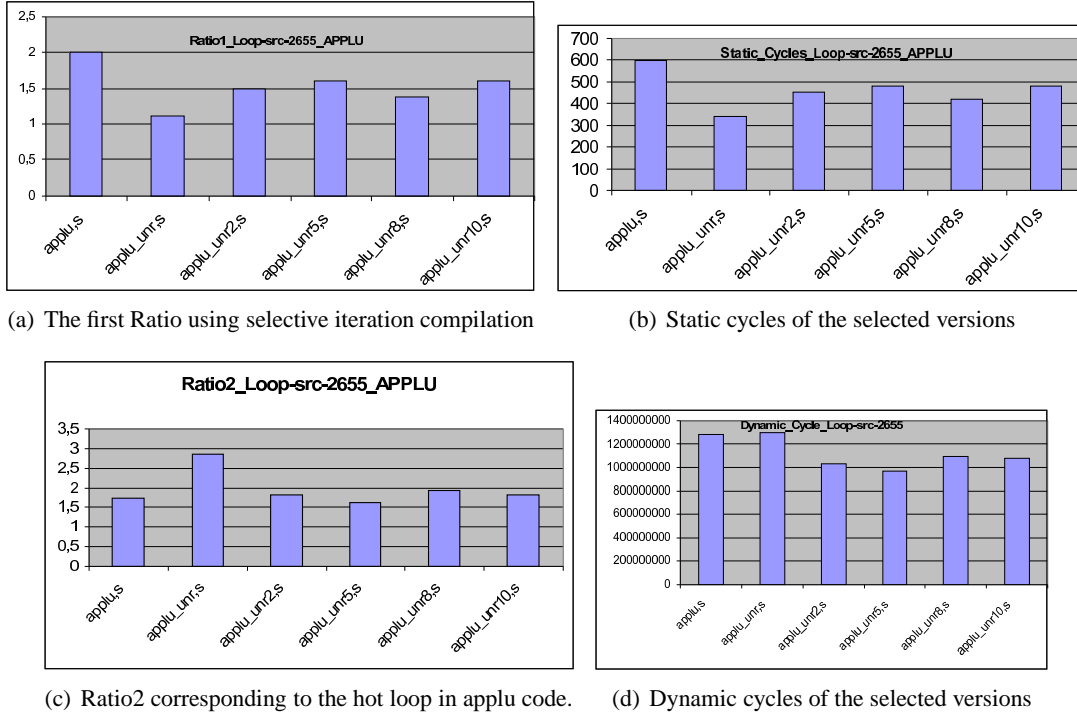 Ratio1_Loop-src-2655_APPLU
2,5
2
1,5
1
0,5
0
applu,s
applu_unr,s
applu_unr2,s
applu_unr5,s
applu_unr8,s
applu_unr10,s
(a) The first Ratio using selective iteration compilation
Static_Cycles_Loop-src-2655_APPLU
700
600
500
400
300
200
100
0
applu,s
applu_unr,s
applu_unr2,s
applu_unr5,s
applu_unr8,s
applu_unr10,s
(b) Static cycles of the selected versions
Ratio2_Loop-src-2655_APPLU
3,5
3
2,5
2
1,5
1
0,5
0
applu,s
applu_unr,s
applu_unr2,s
applu_unr5,s
applu_unr8,s
applu_unr10,s
(c) Ratio2 corresponding to the hot loop in applu code.
Dynamic_Cycle_Loop-src-2655
1400000000
1200000000
1000000000
800000000
600000000
400000000
200000000
0
applu,s
applu_unr,s
applu_unr2,s
applu_unr5,s
applu_unr8,s
applu_unr10,s
(d) Dynamic cycles of the selected versions